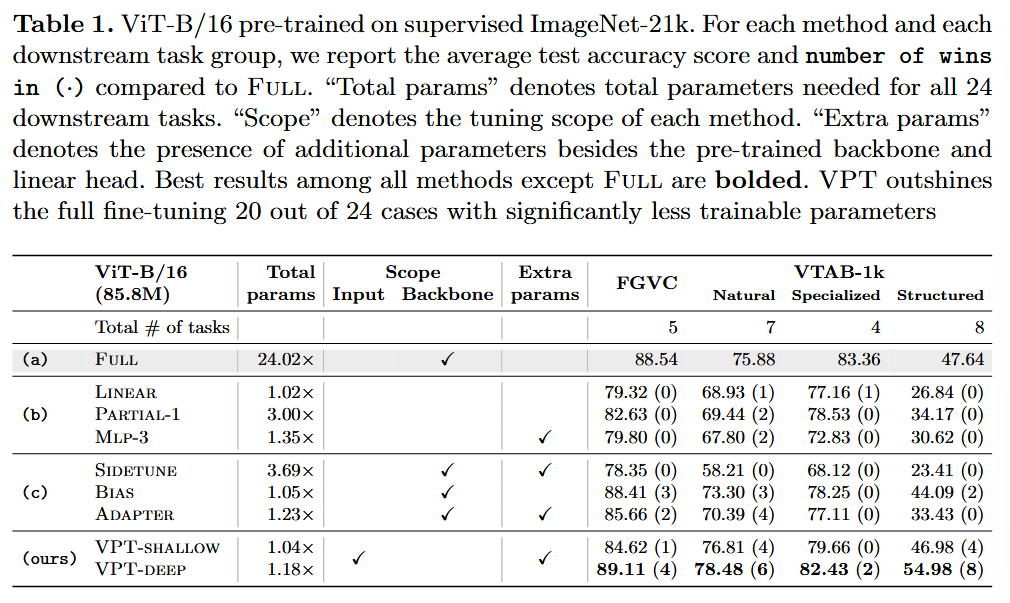 Table 1. ViT-B/16 pre-trained on supervised ImageNet-21k. For each method and each
downstream task group, we report the average test accuracy score and number of wins
in (·) compared to FULL. “Total params” denotes total parameters needed for all 24
downstream tasks. “Scope” denotes the tuning scope of each method. “Extra params”
denotes the presence of additional parameters besides the pre-trained backbone and
linear head. Best results among all methods except FULL are bolded. VPT outshines
the full fine-tuning 20 out of 24 cases with significantly less trainable parameters
ViT-B/16 Total Scope Extra FGVC VTAB-1k
(85.8M) params Input Backbone params Natural Specialized Structured
Total # of tasks 5 7 4 8
(a) FULL 24.02× ✓ 88.54 75.88 83.36 47.64
LINEAR 1.02× 79.32 (0) 68.93 (1) 77.16 (1) 26.84 (0)
(b) PARTIAL-1 3.00× 82.63 (0) 69.44 (2) 78.53 (0) 34.17 (0)
MLP-3 1.35× ✓ 79.80 (0) 67.80 (2) 72.83 (0) 30.62 (0)
SIDETUNE 3.69× ✓ ✓ 78.35 (0) 58.21 (0) 68.12 (0) 23.41 (0)
(c) BIAS 1.05× ✓ 88.41 (3) 73.30 (3) 78.25 (0) 44.09 (2)
ADAPTER 1.23× ✓ ✓ 85.66 (2) 70.39 (4) 77.11 (0) 33.43 (0)
(ours) VPT-SHALLOW 1.04× ✓ ✓ 84.62 (1) 76.81 (4) 79.66 (0) 46.98 (4)
VPT-DEEP 1.18× 89.11 (4) 78.48 (6) 82.43 (2) 54.98 (8)